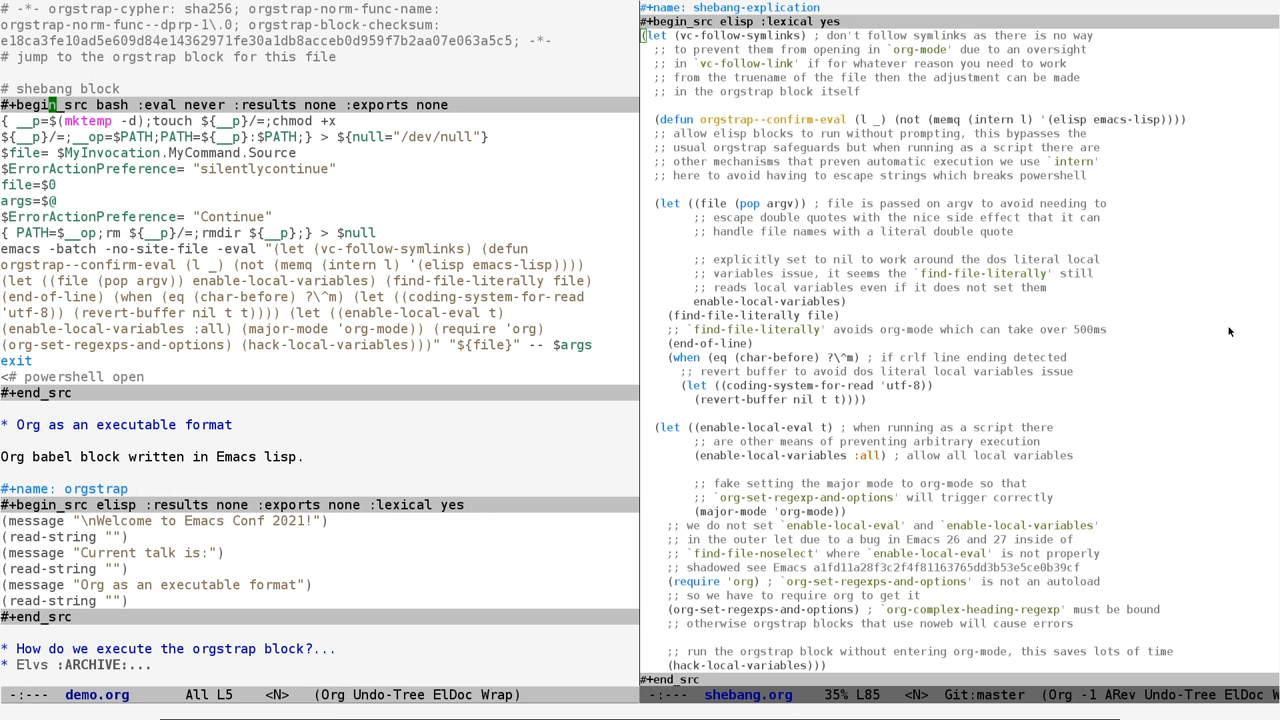 # -*- orgstrap-cypher: sha256; orgstrap-norm-func-name:
orgstrap-norm-func--dprp-1\.0; orgstrap-block-checksum:
e18ca3fe10ad5e609d84e14362971fe30a1db8acceb0d959f7b2aa07e063a5c5; -*-
# jump to the orgstrap block for this file

# shebang block
#+begin_src bash :eval never :results none :exports none
{ __p=$(mktemp -d);touch ${__p}/=;chmod +x
${__p}/=;__op=$PATH;PATH=${__p}:$PATH;} > ${null="/dev/null"}
$file= $MyInvocation.MyCommand.Source
$ErrorActionPreference= "silentlycontinue"
file=$0
args=$@
$ErrorActionPreference= "Continue"
{ PATH=$__op;rm ${__p}/=;rmdir ${__p};} > $null
emacs -batch -no-site-file -eval "(let (vc-follow-symlinks) (defun
orgstrap--confirm-eval (l _) (not (memq (intern l) '(elisp emacs-lisp))))
(let ((file (pop argv)) enable-local-variables) (find-file-literally file)
(end-of-line) (when (eq (char-before) ?\^m) (let ((coding-system-for-read
'utf-8)) (revert-buffer nil t t)))) (let ((enable-local-eval t)
(enable-local-variables :all) (major-mode 'org-mode)) (require 'org)
(org-set-regexps-and-options) (hack-local-variables)))" "${file}" -- $args
exit
<# powershell open
#+end_src

* Org as an executable format

Org babel block written in Emacs lisp.

#+name: orgstrap
#+begin_src elisp :results none :exports none :lexical yes
(message "\nWelcome to Emacs Conf 2021!")
(read-string "")
(message "Current talk is:")
(read-string "")
(message "Org as an executable format")
(read-string "")
#+end_src

* How do we execute the orgstrap block?...
* Elvs :ARCHIVE:...
-:--- demo.org All L5 <N> (Org Undo-Tree ElDoc Wrap)
#+name: shebang-explication
#+begin_src elisp :lexical yes
(let (vc-follow-symlinks) ; don't follow symlinks as there is no way
;; to prevent them from opening in `org-mode' due to an oversight
;; in `vc-follow-link' if for whatever reason you need to work
;; from the truename of the file then the adjustment can be made
;; in the orgstrap block itself

(defun orgstrap--confirm-eval (l _) (not (memq (intern l) '(elisp emacs-lisp))))
;; allow elisp blocks to run without prompting, this bypasses the
;; usual orgstrap safeguards but when running as a script there are
;; other mechanisms that preven automatic execution we use `intern'
;; here to avoid having to escape strings which breaks powershell

(let ((file (pop argv)) ; file is passed on argv to avoid needing to
;; escape double quotes with the nice side effect that it can
;; handle file names with a literal double quote

;; explicitly set to nil to work around the dos literal local
;; variables issue, it seems the `find-file-literally' still
;; reads local variables even if it does not set them
enable-local-variables)
(find-file-literally file)
;; `find-file-literally' avoids org-mode which can take over 500ms
(end-of-line)
(when (eq (char-before) ?\^m) ; if crlf line ending detected
;; revert buffer to avoid dos literal local variables issue
(let ((coding-system-for-read 'utf-8))
(revert-buffer nil t t))))

(let ((enable-local-eval t) ; when running as a script there
;; are other means of preventing arbitrary execution
(enable-local-variables :all) ; allow all local variables

;; fake setting the major mode to org-mode so that
;; `org-set-regexp-and-options' will trigger correctly
(major-mode 'org-mode))
;; we do not set `enable-local-eval' and `enable-local-variables'
;; in the outer let due to a bug in Emacs 26 and 27 inside of
;; `find-file-noselect' where `enable-local-eval' is not properly
;; shadowed see Emacs a1fd11a28f3c2f4f81163765dd3b53e5ce0b39cf
(require 'org) ; `org-set-regexps-and-options' is not an autoload
;; so we have to require org to get it
(org-set-regexps-and-options) ; `org-complex-heading-regexp' must be bound
;; otherwise orgstrap blocks that use noweb will cause errors

;; run the orgstrap block without entering org-mode, this saves lots of time
(hack-local-variables)))
#+end_src
-:--- shebang.org 35% L85 <N> Git:master (Org -1 ARev Undo-Tree ElDoc W